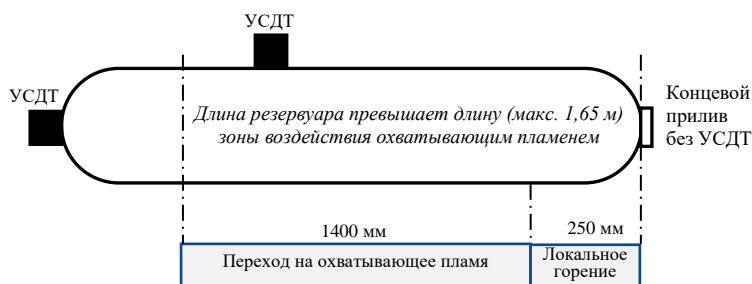 УСДТ
УСДТ
Длина резервуара превышает длину (макс. 1,65 м)
зоны воздействия охватывающим пламенем
Концевой
прилив
без УСДТ
1400 мм
250 мм
Переход на охватывающее пламя
Локальное
горение